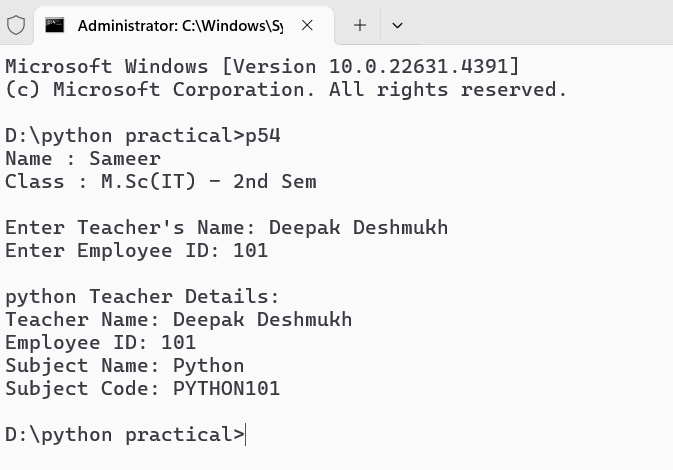 Administrator: C:\Windows\Sy
Microsoft Windows [Version 10.0.22631.4391]
(c) Microsoft Corporation. All rights reserved.
D:\python practical>p54
Name : Sameer
Class : M.Sc(IT) - 2nd Sem
Enter Teacher's Name: Deepak Deshmukh
Enter Employee ID: 101
python Teacher Details:
Teacher Name: Deepak Deshmukh
Employee ID: 101
Subject Name: Python
Subject Code: PYTHON101
D:\python practical>